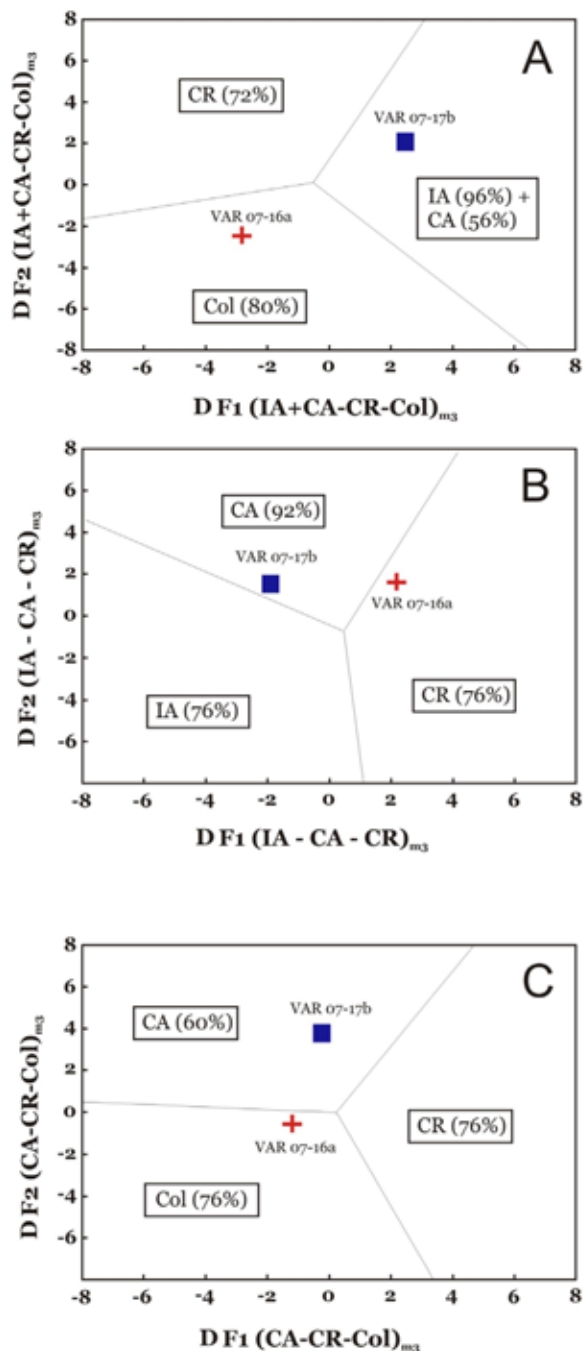 8
6
4
2
0
-2
-4
-6
-8
A
CR (72%)
VAR 07-17b
IA (96%) +
CA (56%)
VAR 07-16a
Col (80%)
-8 -6 -4 -2 0 2 4 6 8
DF1 (IA+CA-CR-Col)m3
DF2 (IA+CA-CR-Col)m3
8
6
4
2
0
-2
-4
-6
B
CA (92%)
VAR 07-17b
VAR 07-16a
IA (76%)
CR (76%)
-8 -6 -4 -2 0 2 4 6 8
DF1 (IA - CA - CR)m3
DF2 (IA - CA - CR)m3
8
6
4
2
0
-2
-4
-6
C
VAR 07-17b
CA (60%)
CR (76%)
VAR 07-16a
Col (76%)
-8 -6 -4 -2 0 2 4 6 8
DF1 (CA-CR-Col)m3
DF2 (CA-CR-Col)m3